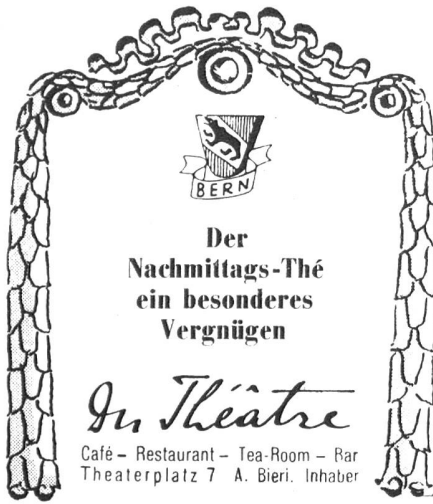 BERN
Der
Nachmittags-Thé
ein besonderes
Vergnügen
Du Théâtre
Café – Restaurant – Tea-Room – Bar
Theaterplatz 7 A. Bieri. Inhaber